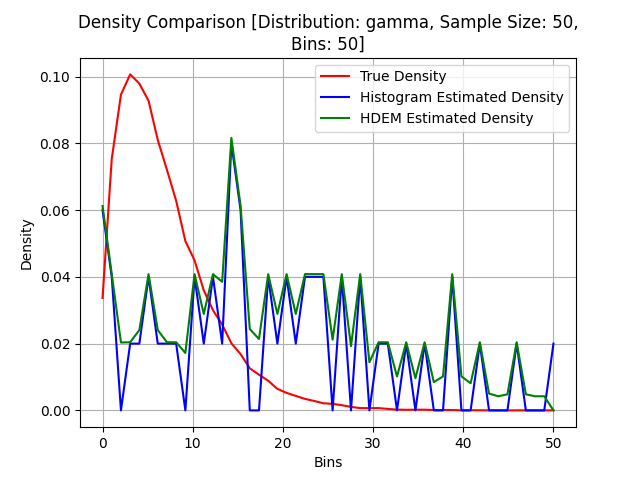 Density Comparison [Distribution: gamma, Sample Size: 50,
Bins: 50]
True Density
Histogram Estimated Density
HDEM Estimated Density
Density
0.10
0.08
0.06
0.04
0.02
0.00
0 10 20 30 40 50
Bins